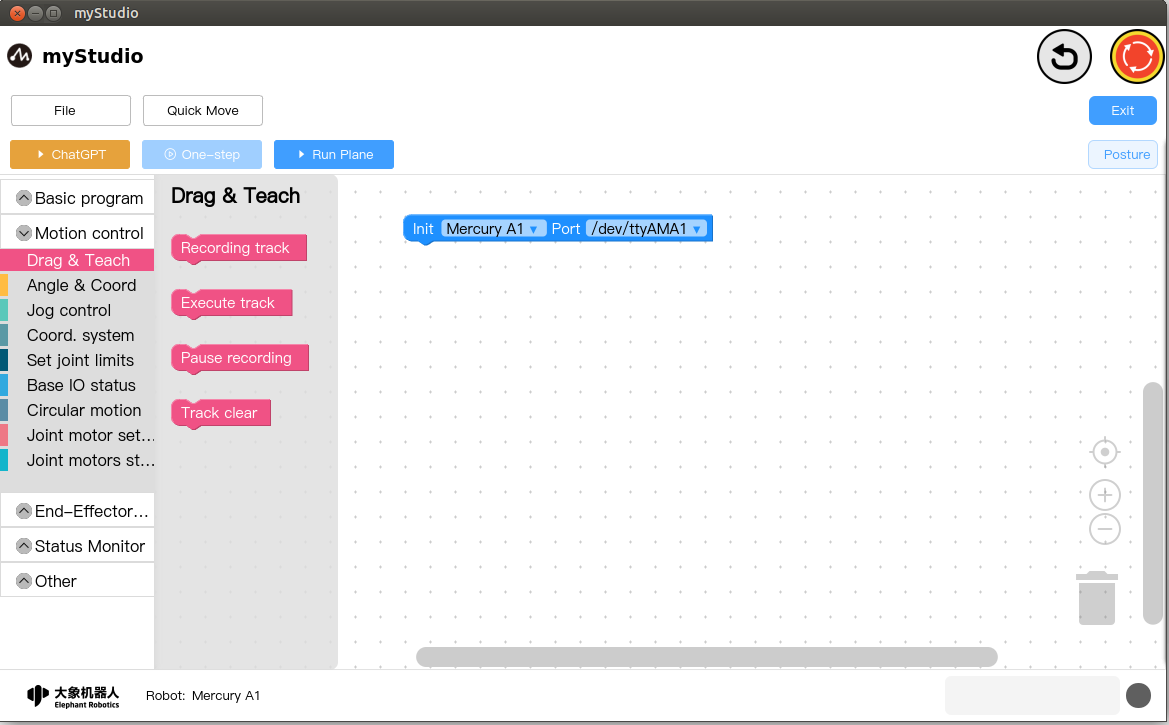 myStudio
myStudio
File
Quick Move
Exit
ChatGPT
One-step
Run Plane
Posture
Basic program
Motion control
Drag & Teach
Angle & Coord
Jog control
Coord. system
Set joint limits
Base IO status
Circular motion
Joint motor set...
Joint motors st...
End-Effector...
Status Monitor
Other
Drag & Teach
Recording track
Execute track
Pause recording
Track clear
Init Mercury A1 ▾ Port /dev/ttyAMA1 ▾
大象机器人
Elephant Robotics
Robot: Mercury A1